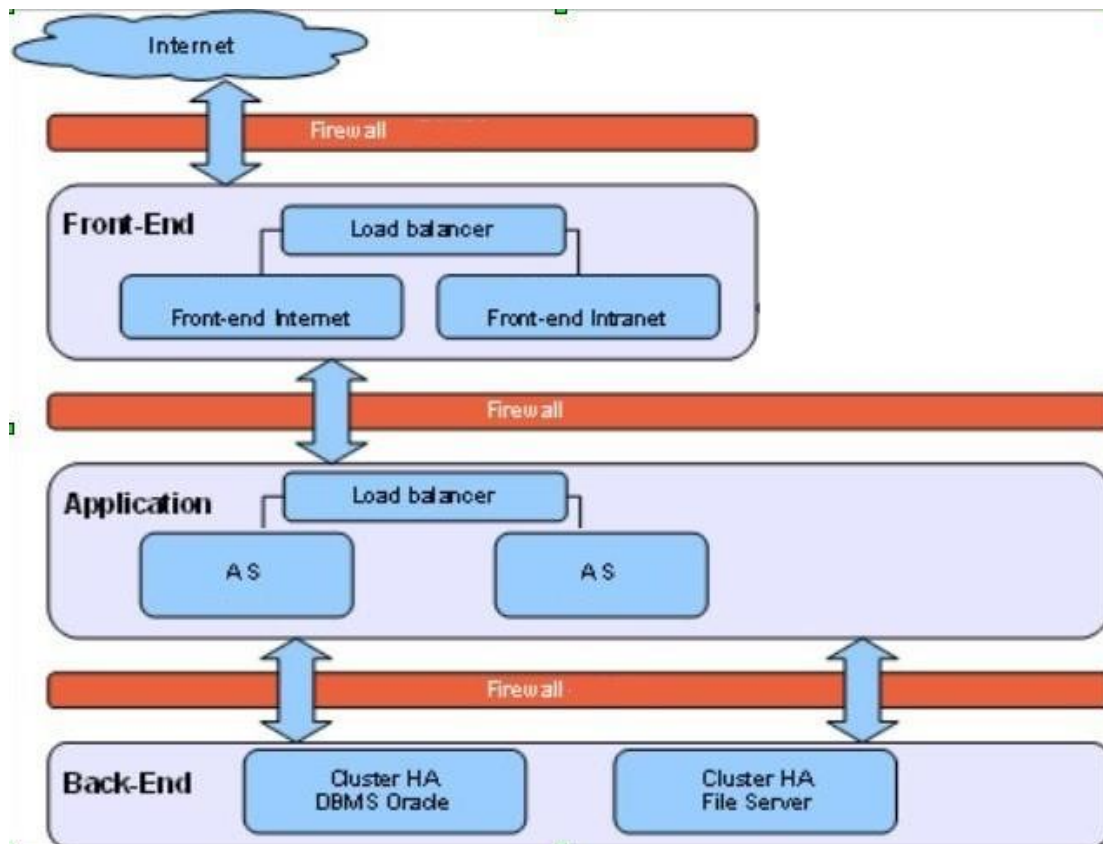 Internet
Firewall
Front-End
Load balancer
Front-end Internet
Front-end Intranet
Firewall
Application
Load balancer
AS
AS
Firewall
Back-End
Cluster HA
DBMS Oracle
Cluster HA
File Server